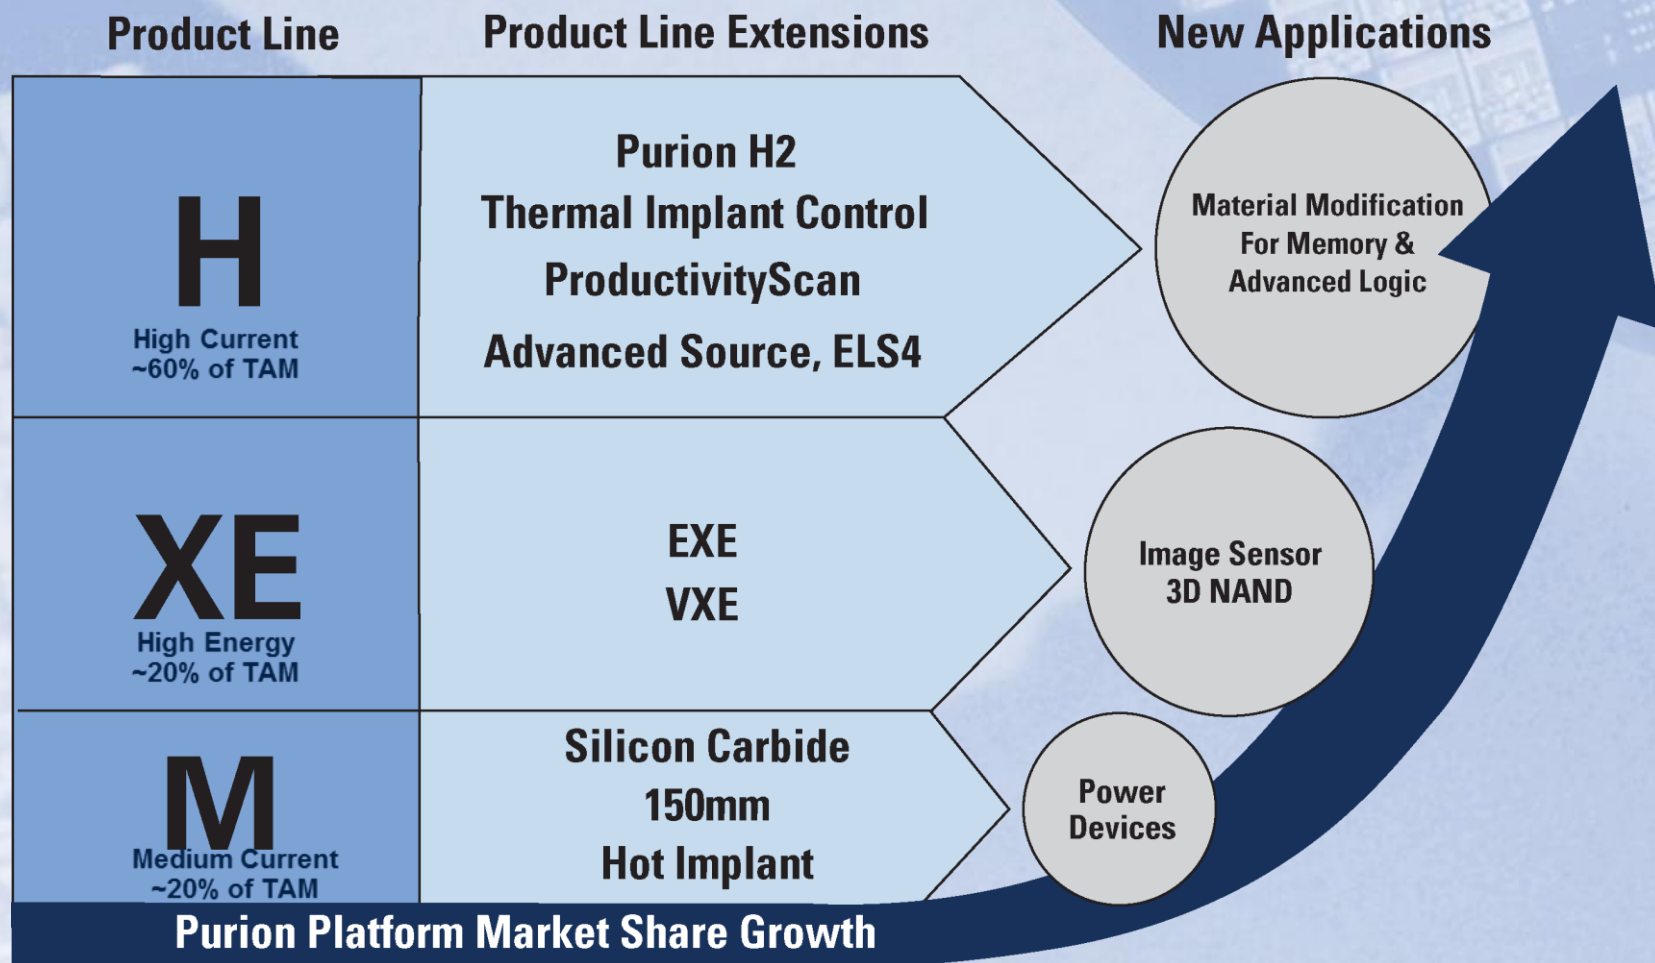 Product Line
Product Line Extensions
New Applications
H
High Current
~60% of TAM
Purion H2
Thermal Implant Control
ProductivityScan
Advanced Source, ELS4
Material Modification
For Memory &
Advanced Logic
XE
High Energy
~20% of TAM
EXE
VXE
Image Sensor
3D NAND
M
Medium Current
~20% of TAM
Silicon Carbide
150mm
Hot Implant
Power
Devices
Purion Platform Market Share Growth